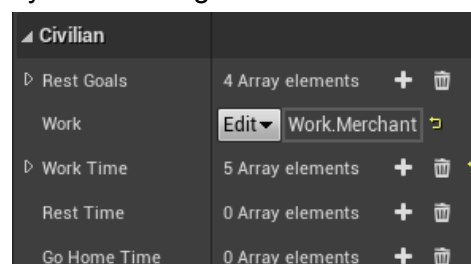 Civilian
Rest Goals 4 Array elements
Work Edit Work.Merchant
Work Time 5 Array elements
Rest Time 0 Array elements
Go Home Time 0 Array elements